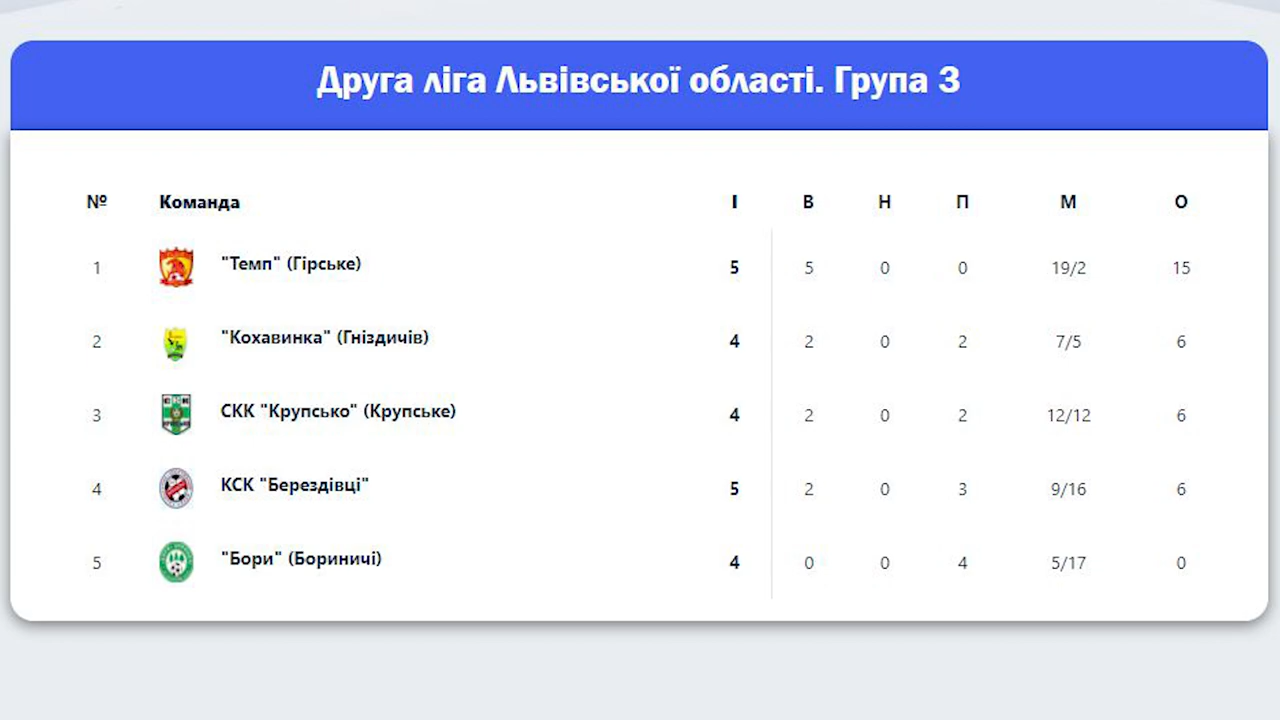 Друга ліга Львівської області. Група 3
№ Команда І В Н П М О
1 "Темп" (Гірське) 5 5 0 0 19/2 15
2 "Кохавинка" (Гніздичів) 4 2 0 2 7/5 6
3 СКК "Крупсько" (Крупське) 4 2 0 2 12/12 6
4 КСК "Берездівці" 5 2 0 3 9/16 6
5 "Бори" (Бориничі) 4 0 0 4 5/17 0